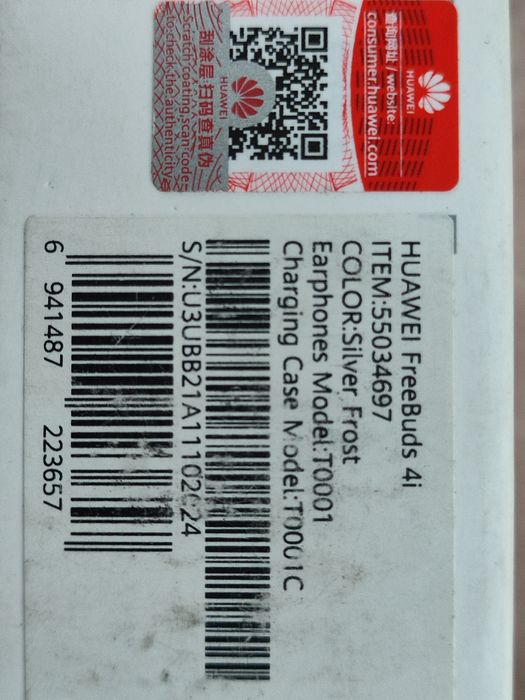 HUAWEI
查询网址 / website:
consumer.huawei.com
HUAWEI
刮涂层,扫码查真伪
Scratch coating,scan code
to check the authenticity
HUAWEI FreeBuds 4i
ITEM:55034697
COLOR:Silver Frost
Earphones Model:T0001
Charging Case Model:T0001C
6 941487 223657